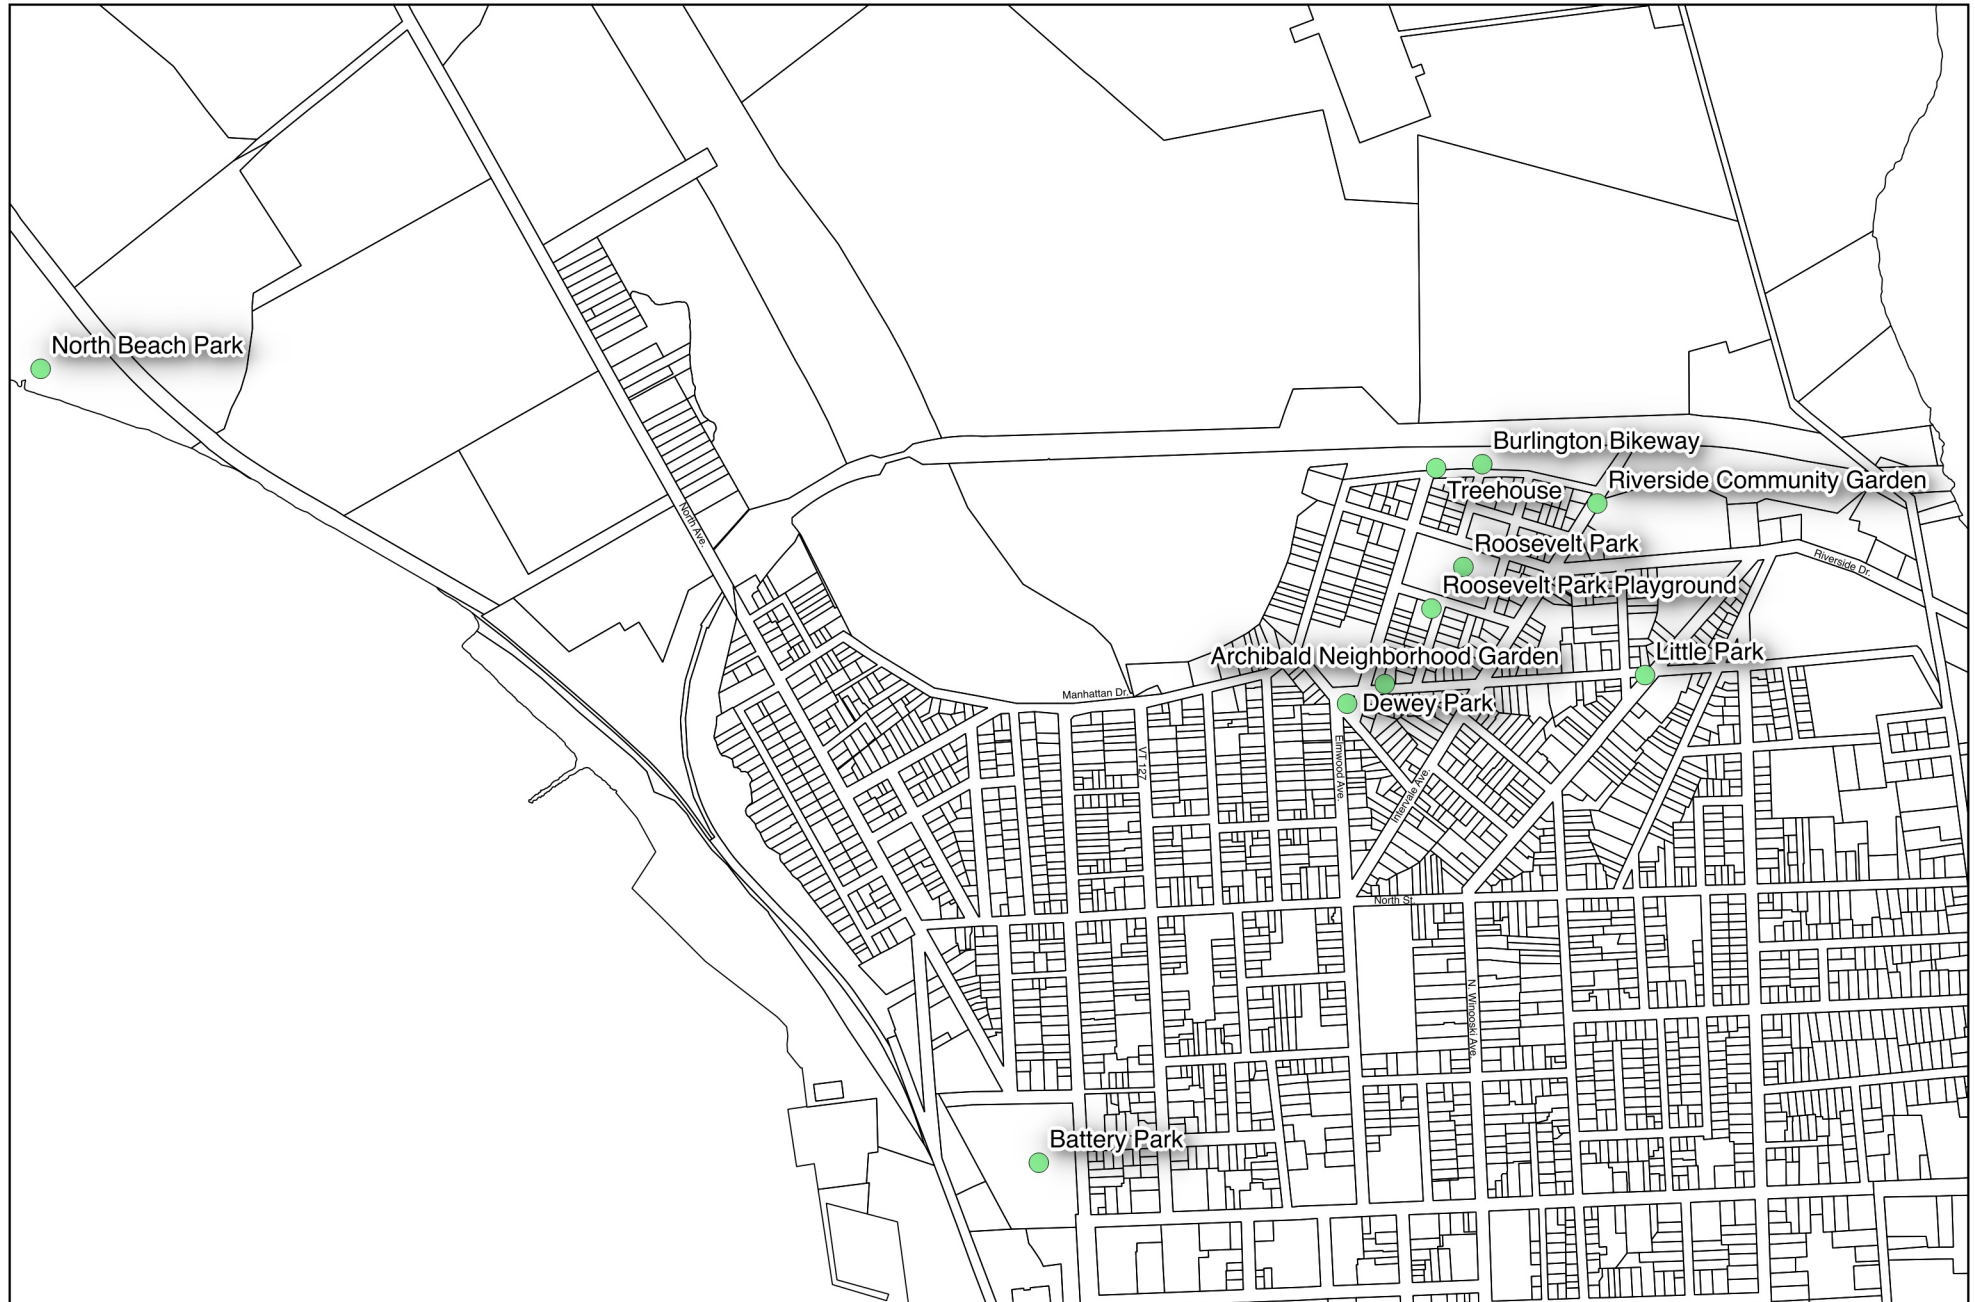 North Beach Park
Burlington Bikeway
Riverside Community Garden
Treehouse
North Ave.
Roosevelt Park
Riverside Dr.
Roosevelt Park Playground
Archibald Neighborhood Garden
Little Park
Manhattan Dr.
Dewey Park
VT 127
Elmwood Ave.
Intervale Ave.
North St.
N. Winooski Ave.
Battery Park